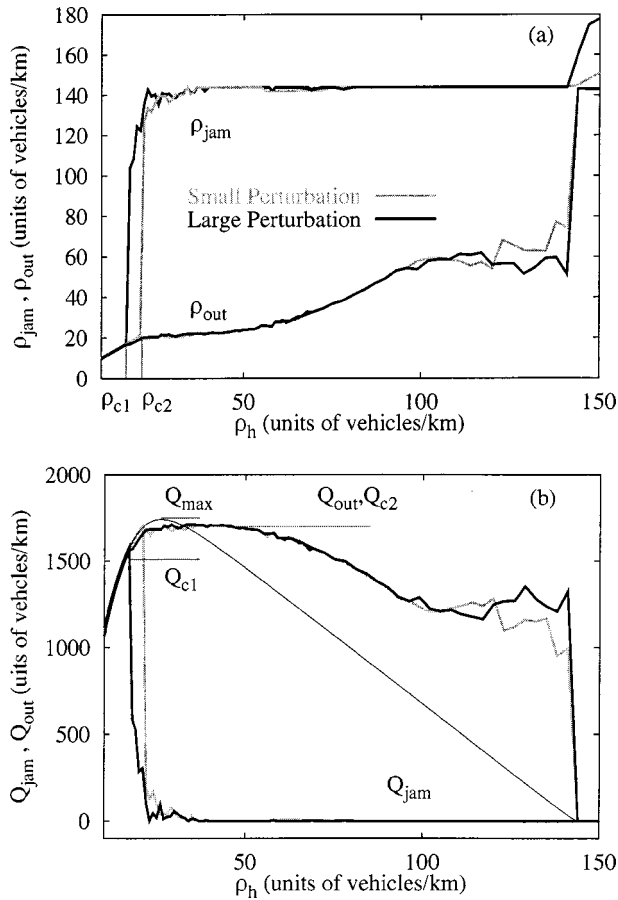 180
160
140
120
100
80
60
40
20
0
(a)
ρjam
Small Perturbation
Large Perturbation
ρout
ρjam , ρout (units of vehicles/km)
ρc1 ρc2 50 100 150
ρh (units of vehicles/km)
2000
1500
1000
500
0
(b)
Qmax
Qout,Qc2
Qc1
Qjam
Qjam , Qout (uits of vehcles/km)
50 100 150
ρh (units of vehicles/km)